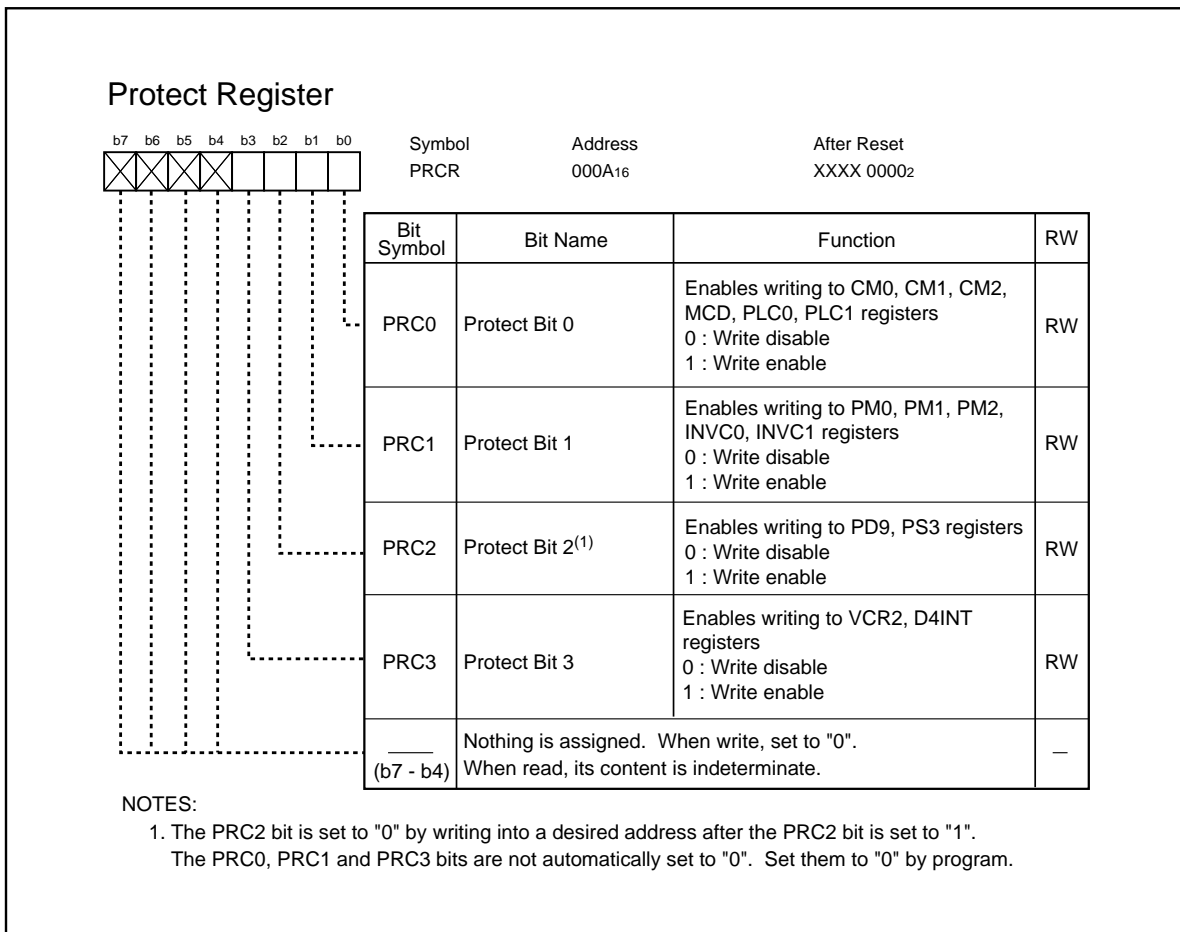 Protect Register
b7 b6 b5 b4 b3 b2 b1 b0
Symbol Address After Reset
PRCR 000A16 XXXX 00002
Bit Symbol Bit Name Function RW
PRC0 Protect Bit 0 Enables writing to CM0, CM1, CM2,
MCD, PLC0, PLC1 registers
0 : Write disable
1 : Write enable
RW
PRC1 Protect Bit 1 Enables writing to PM0, PM1, PM2,
INVC0, INVC1 registers
0 : Write disable
1 : Write enable
RW
PRC2 Protect Bit 2(1) Enables writing to PD9, PS3 registers
0 : Write disable
1 : Write enable
RW
PRC3 Protect Bit 3 Enables writing to VCR2, D4INT
registers
0 : Write disable
1 : Write enable
RW
(b7 - b4)
Nothing is assigned. When write, set to "0".
When read, its content is indeterminate.
NOTES:
1. The PRC2 bit is set to "0" by writing into a desired address after the PRC2 bit is set to "1".
The PRC0, PRC1 and PRC3 bits are not automatically set to "0". Set them to "0" by program.